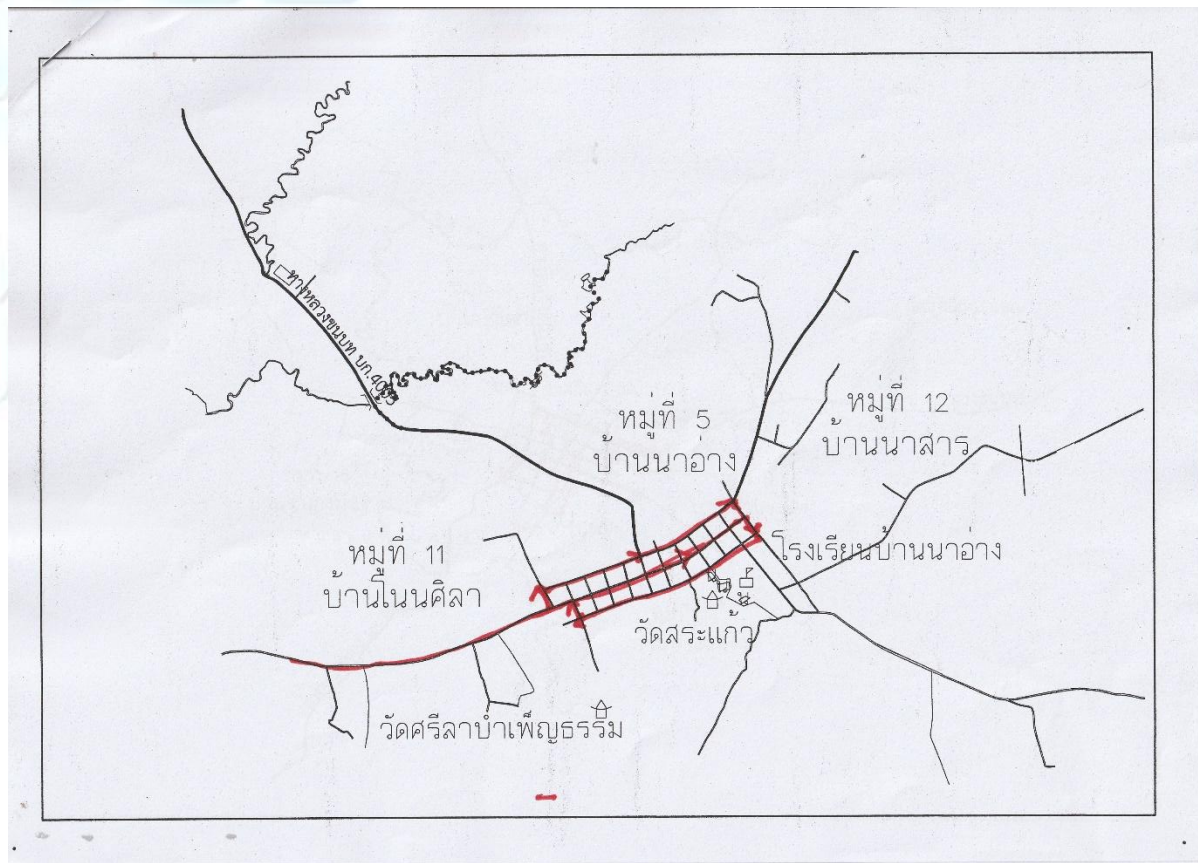 ทางหลวงชนบท บก.4095
หมู่ที่ 5
บ้านนาอ่าง
หมู่ที่ 12
บ้านนาสาร
หมู่ที่ 11
บ้านโนนศิลา
โรงเรียนบ้านนาอ่าง
วัดสระแก้ว
วัดศรีลาบำเพ็ญธรรม